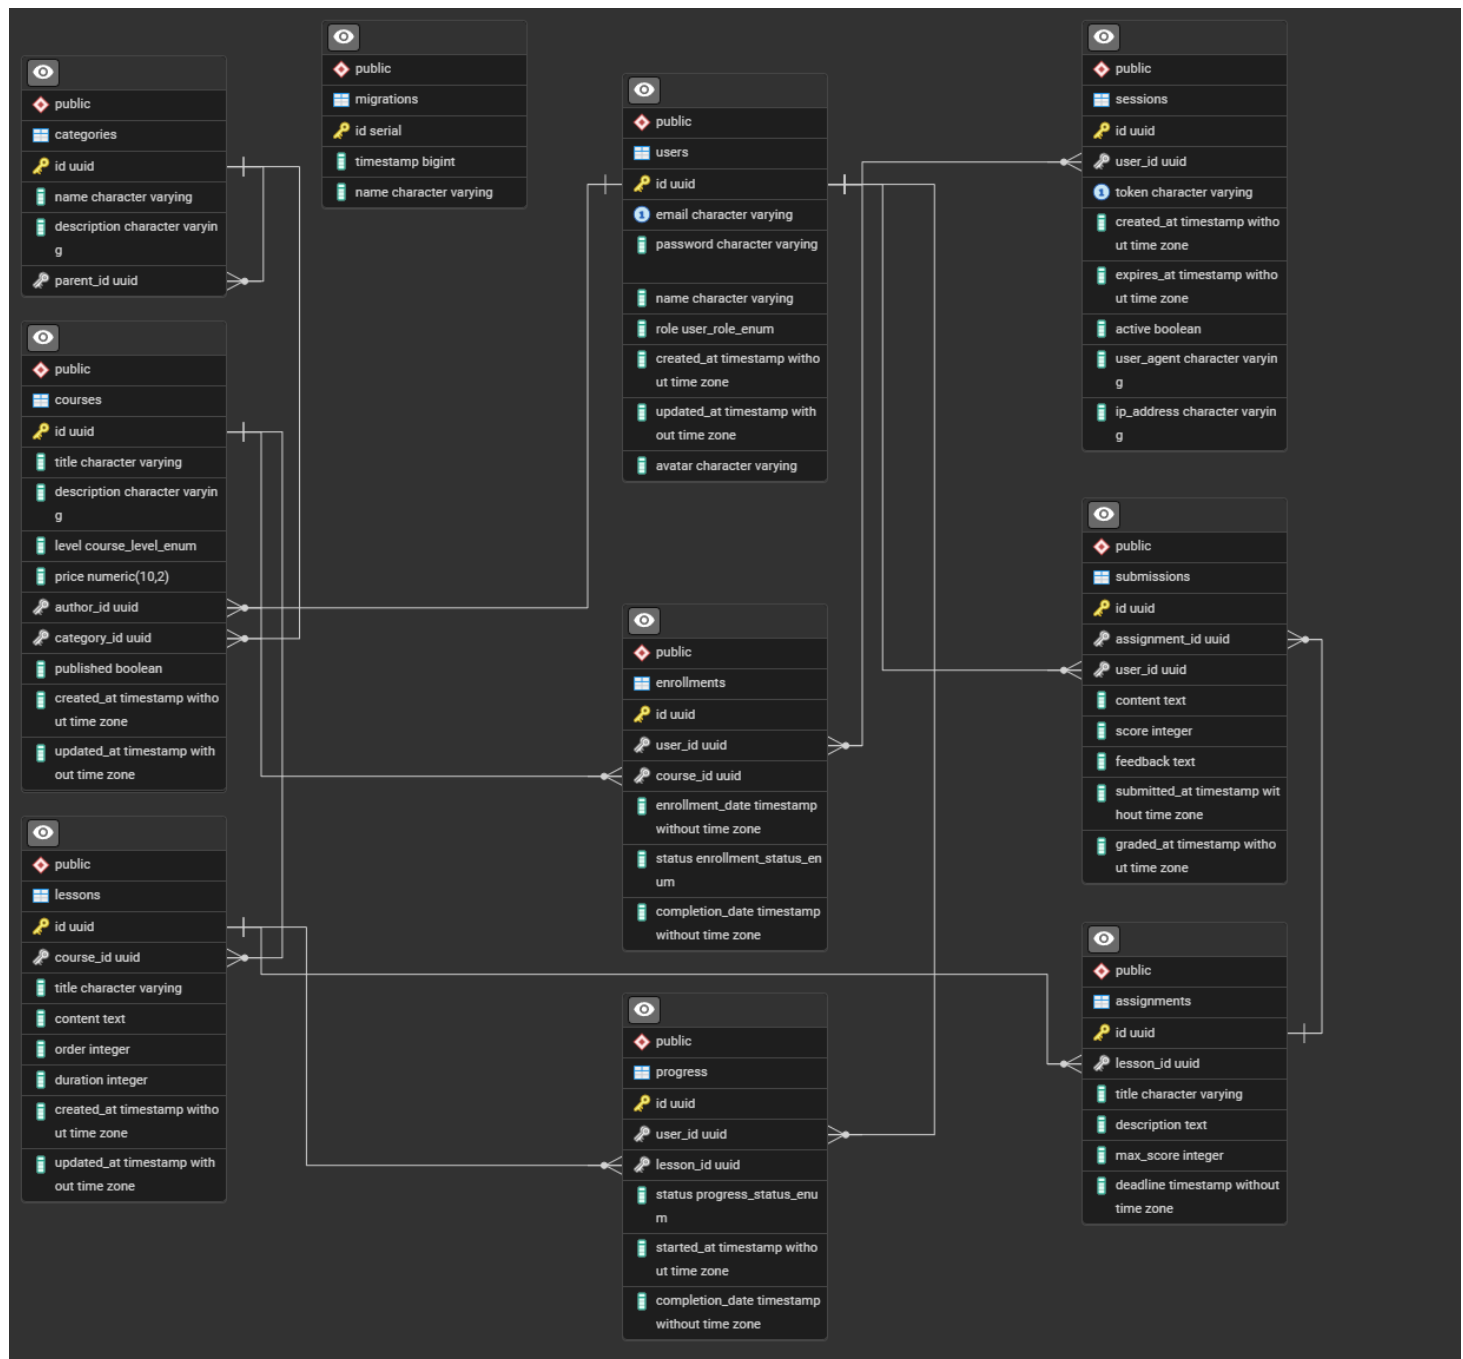 public
categories
id uuid
name character varying
description character varyin
g
parent_id uuid
public
migrations
id serial
timestamp bigint
name character varying
public
users
id uuid
1
email character varying
password character varying
name character varying
role user_role_enum
created_at timestamp witho
ut time zone
updated_at timestamp with
out time zone
avatar character varying
public
sessions
id uuid
user_id uuid
1
token character varying
created_at timestamp witho
ut time zone
expires_at timestamp witho
ut time zone
active boolean
user_agent character varyin
g
ip_address character varyin
g
public
courses
id uuid
title character varying
description character varyin
g
level course_level_enum
price numeric(10,2)
author_id uuid
category_id uuid
published boolean
created_at timestamp witho
ut time zone
updated_at timestamp with
out time zone
public
enrollments
id uuid
user_id uuid
course_id uuid
enrollment_date timestamp
without time zone
status enrollment_status_en
um
completion_date timestamp
without time zone
public
submissions
id uuid
assignment_id uuid
user_id uuid
content text
score integer
feedback text
submitted_at timestamp wit
hout time zone
graded_at timestamp witho
ut time zone
public
lessons
id uuid
course_id uuid
title character varying
content text
order integer
duration integer
created_at timestamp witho
ut time zone
updated_at timestamp with
out time zone
public
progress
id uuid
user_id uuid
lesson_id uuid
status progress_status_enu
m
started_at timestamp witho
ut time zone
completion_date timestamp
without time zone
public
assignments
id uuid
lesson_id uuid
title character varying
description text
max_score integer
deadline timestamp without
time zone